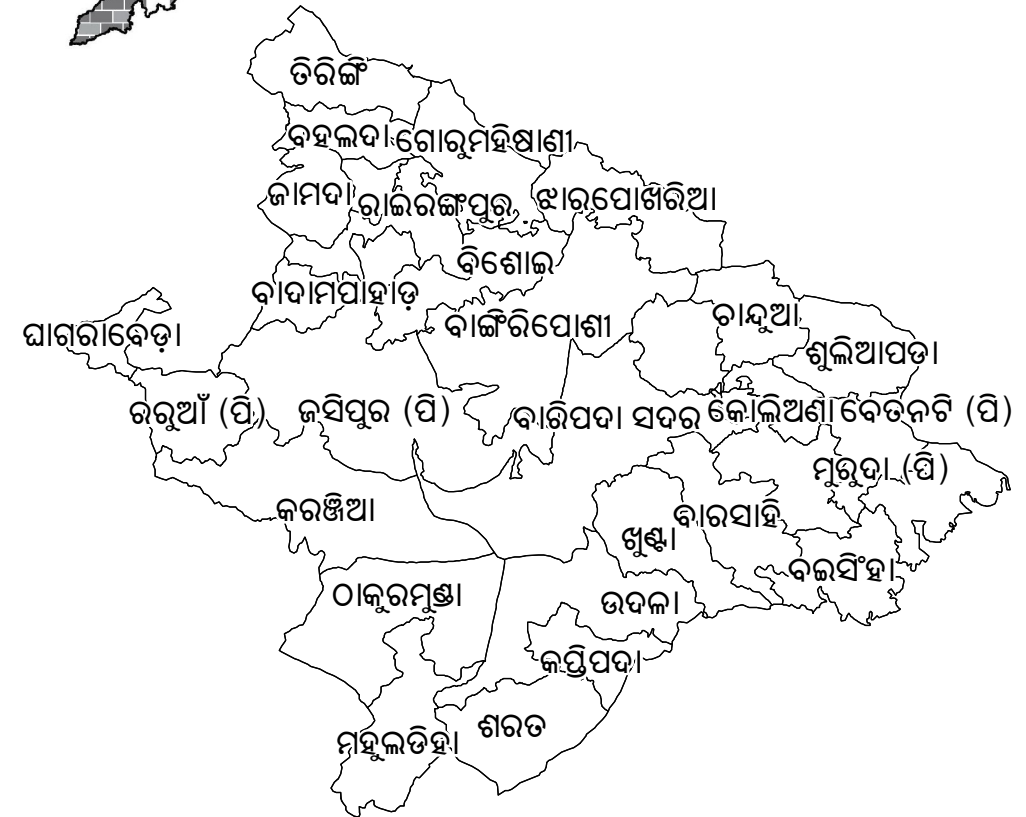 ତିରିଙ୍ଗି
ବହଲଦା
ଗୋରୁମହିଷାଣୀ
ଜାମଦା
ରାଇରଙ୍ଗପୁର
ଝାରପୋଖରିଆ
ବିଶୋଇ
ବାଦାମପାହାଡ଼
ବାଙ୍ଗିରିପୋଶୀ
ଚାନ୍ଦୁଆ
ଘାଗରାବେଡ଼ା
ଶୁଲିଆପଡା
ରରୁଆଁ (ପି)
ଜସିପୁର (ପି)
ବାରିପଦା ସଦର
କୋଲିଅଣା
ବେତନଟି (ପି)
ମୁରୁଦା (ପି)
କରଞ୍ଜିଆ
ବାରସାହି
ଖୁଣ୍ଟା
ବଇସିଂହା
ଠାକୁରମୁଣ୍ଡା
ଉଦଳା
କପ୍ତିପଦା
ଶରତ
ମହୁଲଡିହା